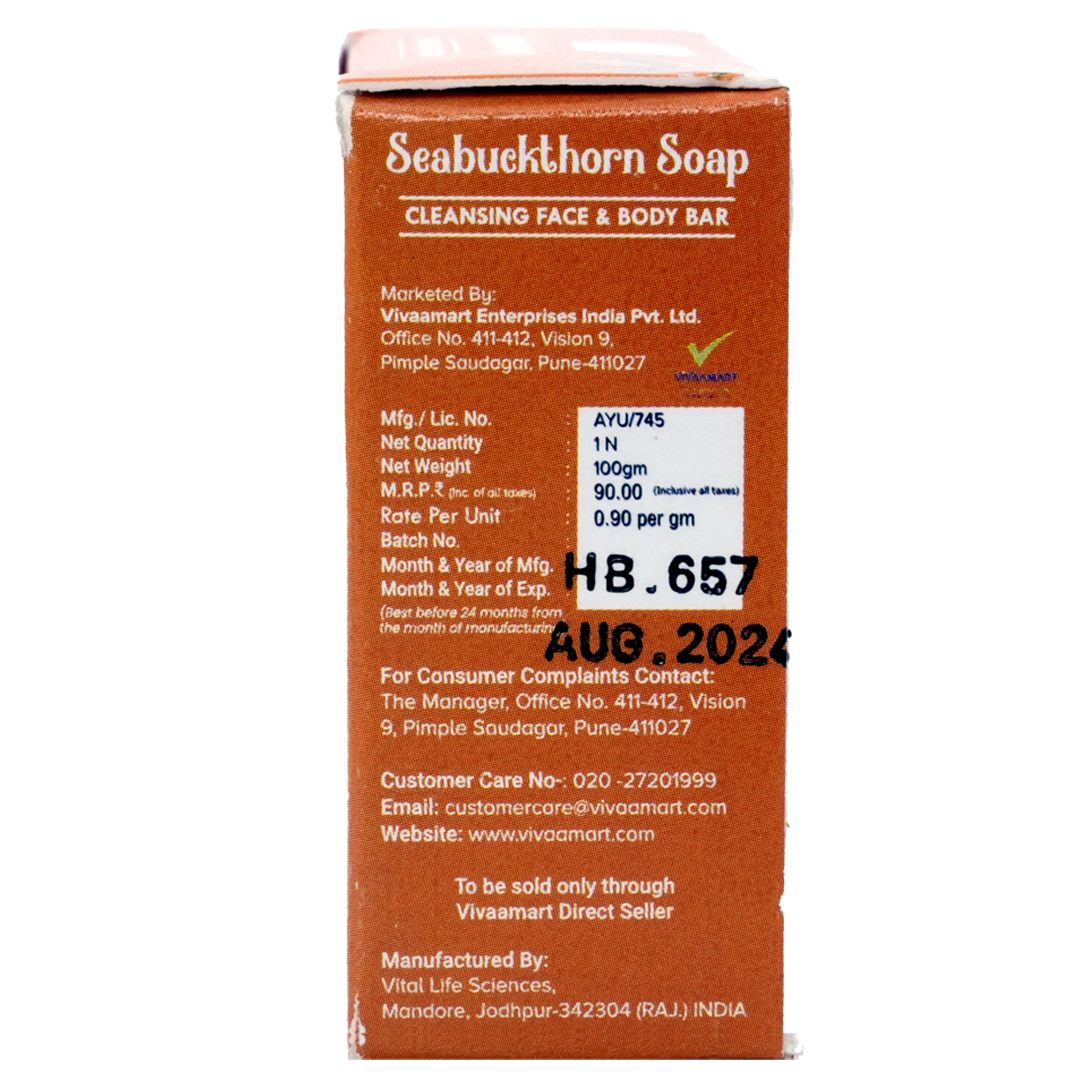 Seabuckthorn Soap
CLEANSING FACE & BODY BAR
Marketed By:
Vivaamart Enterprises India Pvt. Ltd.
Office No. 411-412, Vision 9,
Pimple Saudagar, Pune-411027
VIVAAMART
Mfg./ Lic. No. : AYU/745
Net Quantity : 1 N
Net Weight : 100gm
M.R.P.₹ (Inc. of all taxes) : 90.00 (Inclusive all taxes)
Rate Per Unit : 0.90 per gm
Batch No.
Month & Year of Mfg. HB.657
Month & Year of Exp.
(Best before 24 months from
the month of manufacturing
AUG.2024
For Consumer Complaints Contact:
The Manager, Office No. 411-412, Vision
9, Pimple Saudagar, Pune-411027
Customer Care No-: 020 -27201999
Email: customercare@vivaamart.com
Website: www.vivaamart.com
To be sold only through
Vivaamart Direct Seller
Manufactured By:
Vital Life Sciences,
Mandore, Jodhpur-342304 (RAJ.) INDIA